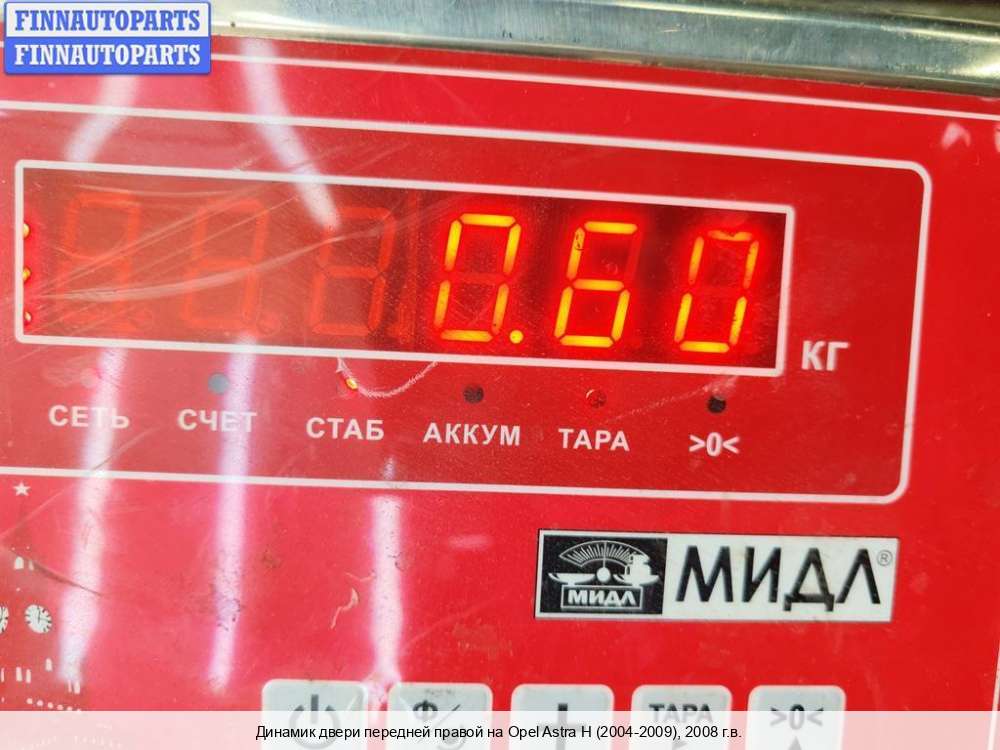 FINNAUTOPARTS
FINNAUTOPARTS
0.60
КГ
СЕТЬ СЧЕТ СТАБ АККУМ ТАРА >0<
МИДЛ
МИДЛ®
ТАРА >0<
Динамик двери передней правой на Opel Astra H (2004-2009), 2008 г.в.